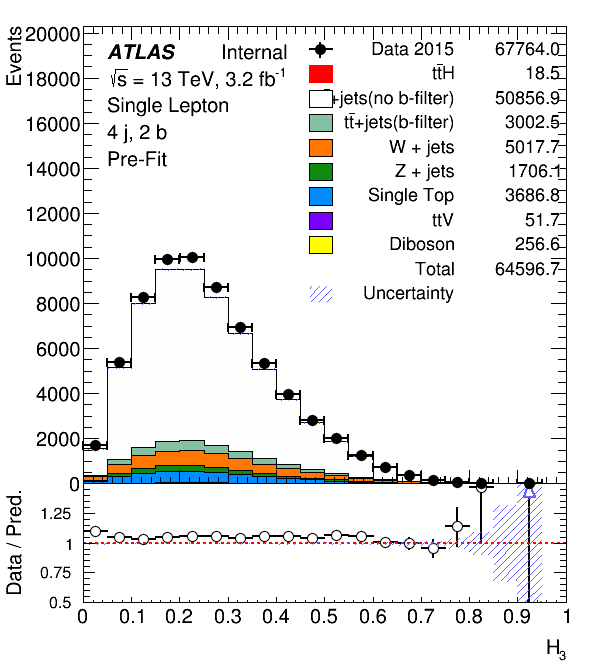 Events
20000
18000
16000
14000
12000
10000
8000
6000
4000
2000
0
ATLAS Internal
√s = 13 TeV, 3.2 fb⁻¹
Single Lepton
4 j, 2 b
Pre-Fit
Data 2015 67764.0
tt̄H 18.5
+jets(no b-filter) 50856.9
tt̄+jets(b-filter) 3002.5
W + jets 5017.7
Z + jets 1706.1
Single Top 3686.8
ttV 51.7
Diboson 256.6
Total 64596.7
Uncertainty
Data / Pred.
1.25
1
0.75
0.5
0 0.1 0.2 0.3 0.4 0.5 0.6 0.7 0.8 0.9 1
H₃